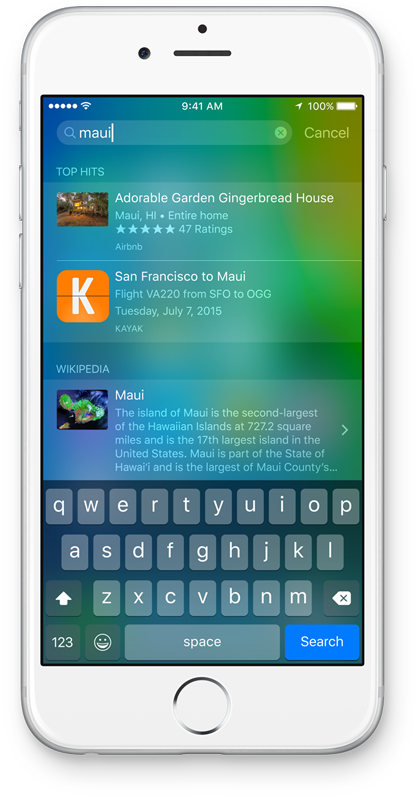 9:41 AM 100%
maui Cancel
TOP HITS
Adorable Garden Gingerbread House
Maui, HI • Entire home
★★★★★ 47 Ratings
Airbnb
K
San Francisco to Maui
Flight VA220 from SFO to OGG
Tuesday, July 7, 2015
KAYAK
WIKIPEDIA
Maui
The island of Maui is the second-largest
of the Hawaiian Islands at 727.2 square
miles and is the 17th largest island in the
United States. Maui is part of the State of
Hawai'i and is the largest of Maui County's...
q w e r t y u i o p
a s d f g h j k l
z x c v b n m
123 space Search